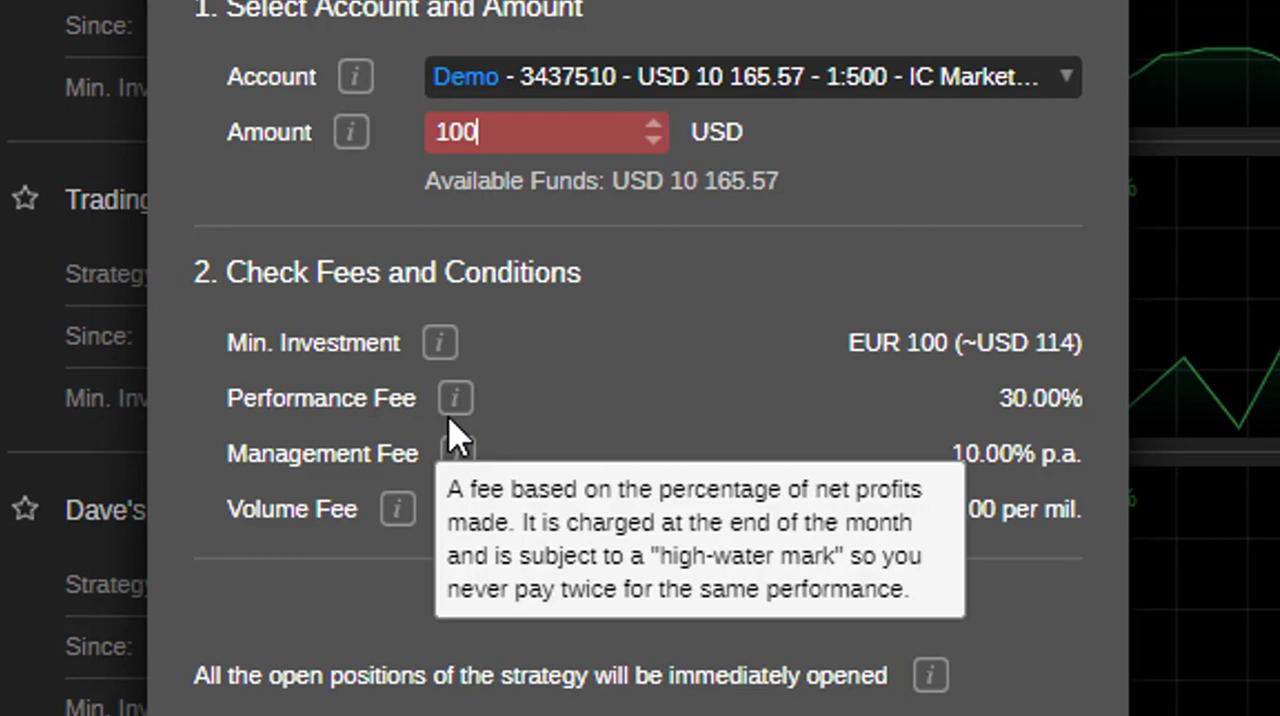 1. Select Account and Amount
Since:
Account i Demo - 3437510 - USD 10 165.57 - 1:500 - IC Market...
Min. Inv
Amount i 100 USD
Available Funds: USD 10 165.57
Trading
2. Check Fees and Conditions
Strategy
Since:
Min. Investment i EUR 100 (~USD 114)
Performance Fee i 30.00%
Min. Inv
Management Fee 10.00% p.a.
Dave's
Volume Fee i 00 per mil.
A fee based on the percentage of net profits
made. It is charged at the end of the month
and is subject to a "high-water mark" so you
never pay twice for the same performance.
Strategy
Since:
All the open positions of the strategy will be immediately opened i
Min. Inv